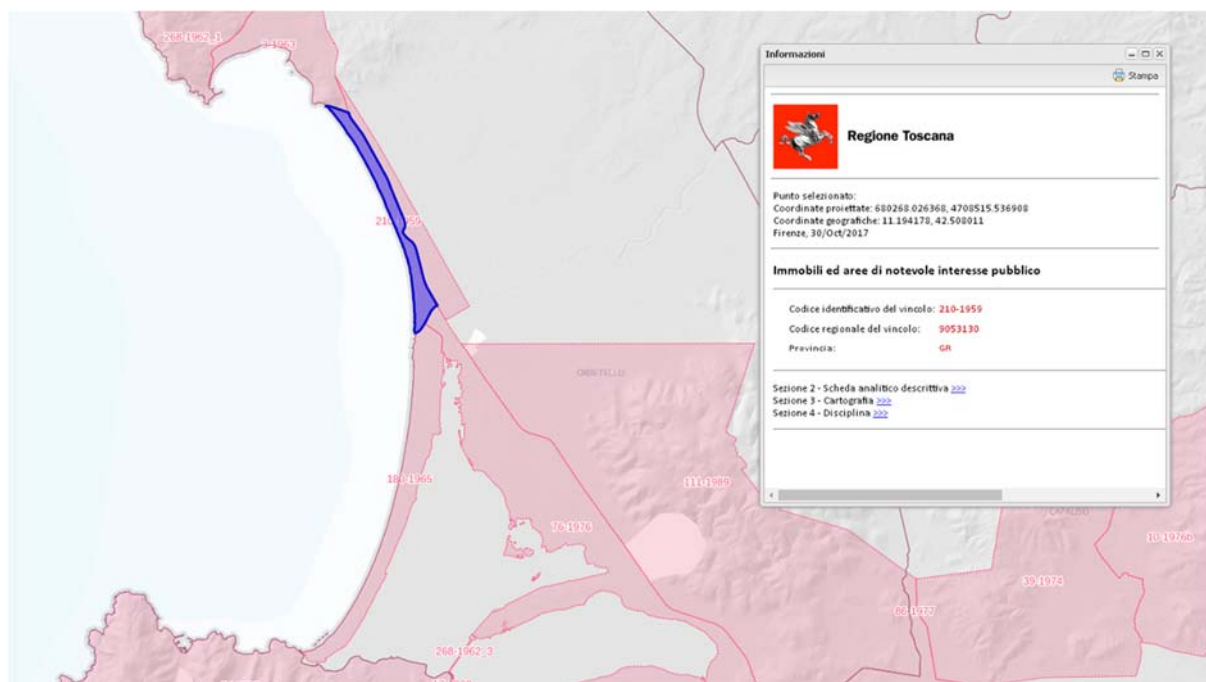 268-1962_1
Informazioni
Stampa
Regione Toscana
Punto selezionato:
Coordinate proiettate: 680268.026368, 4708515.536908
Coordinate geografiche: 11.194178, 42.508011
Firenze, 30/Oct/2017
Immobili ed aree di notevole interesse pubblico
Codice identificativo del vincolo: 210-1959
Codice regionale del vincolo: 9053130
Provincia: GR
Sezione 2 - Scheda analitico descrittiva >>>
Sezione 3 - Cartografia >>>
Sezione 4 - Disciplina >>>
ORBETELLO
111-1989
76-1976
CAPALBIO
10-1976b
39-1974
86-1977
268-1962_3